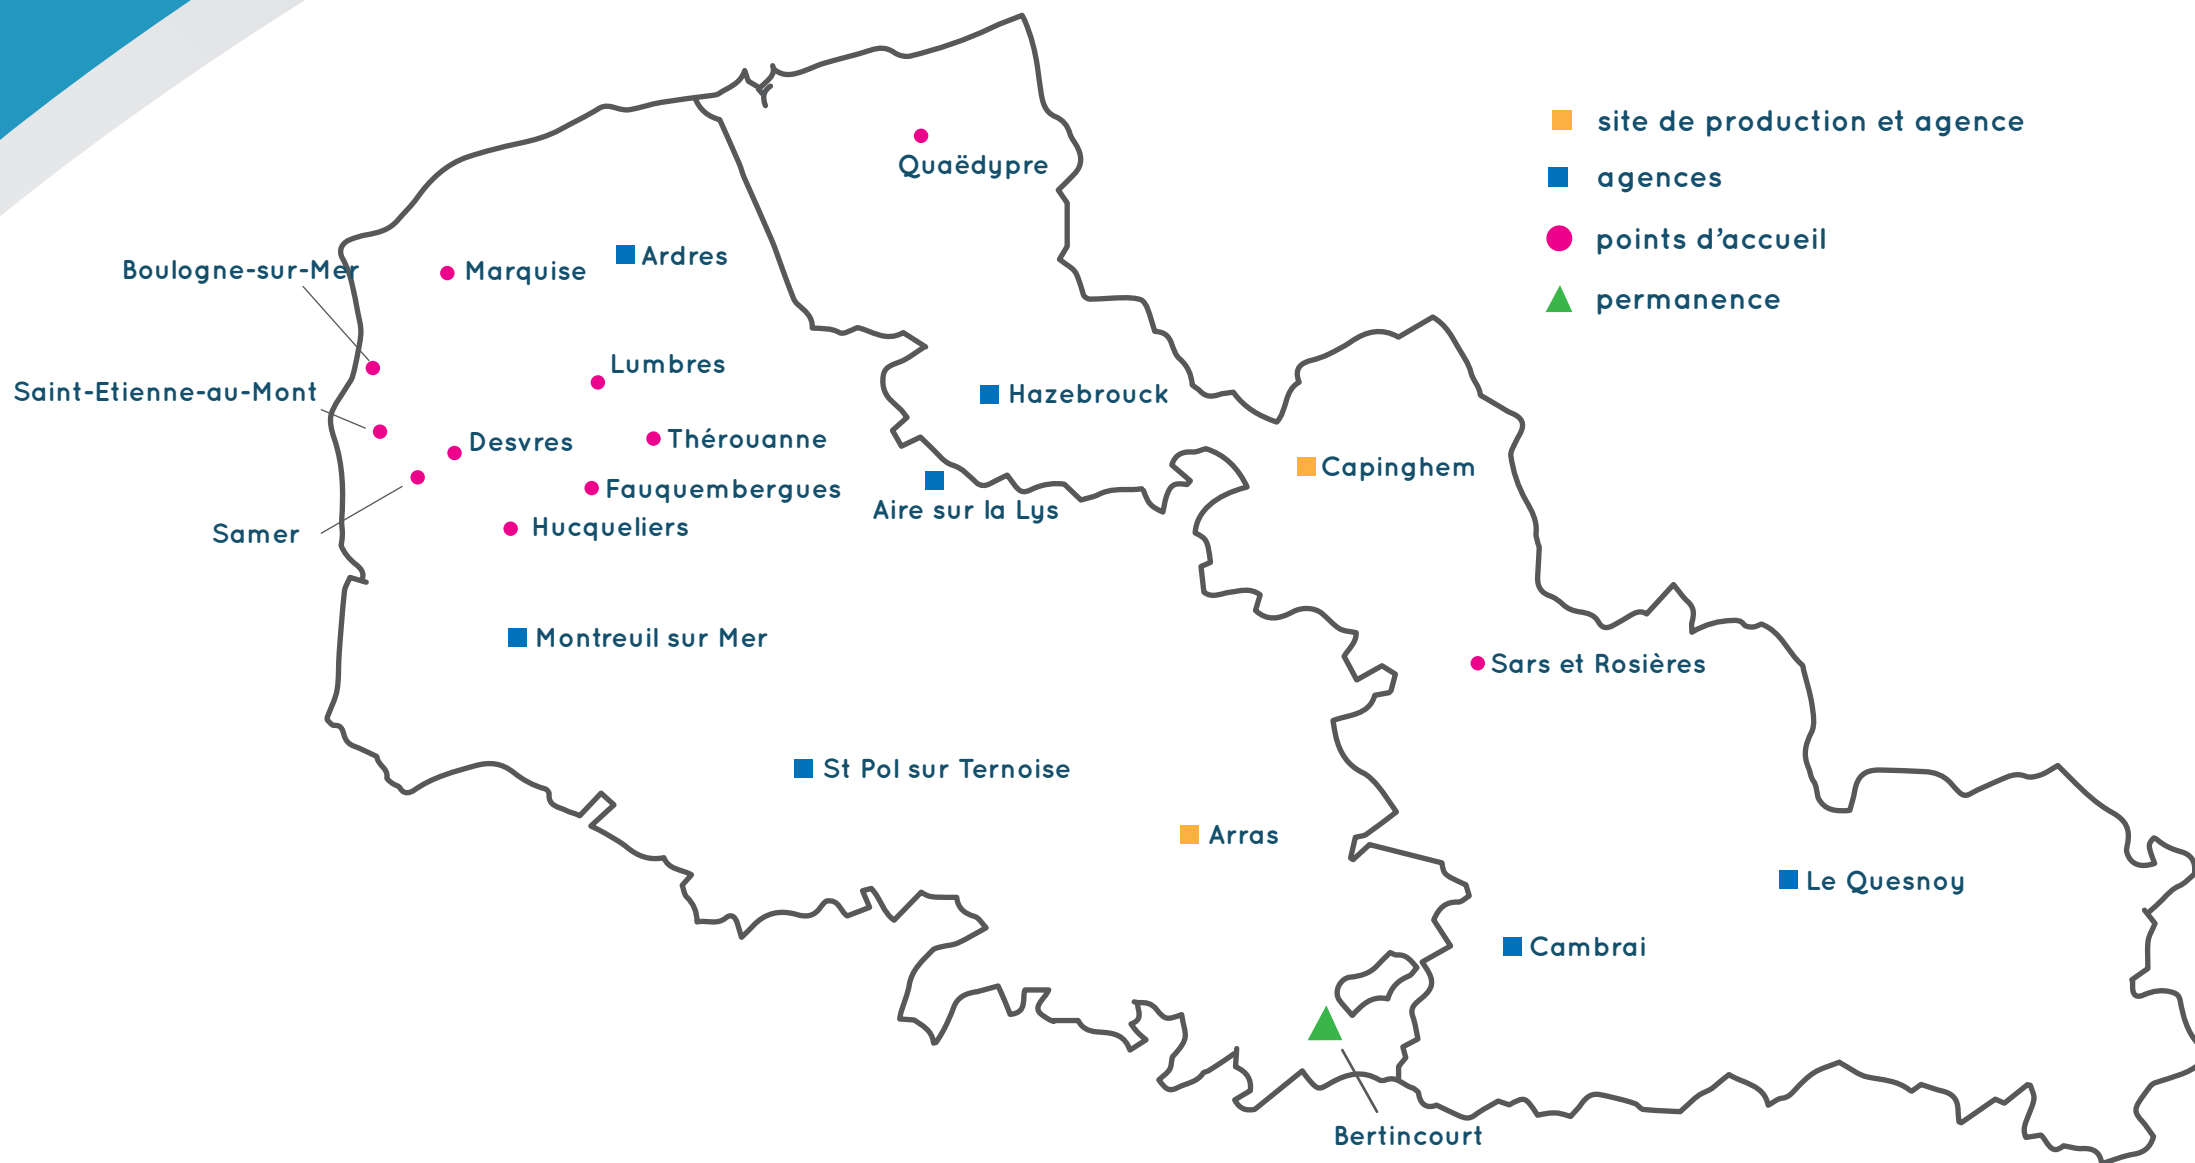 site de production et agence
agences
points d'accueil
permanence
Quaëdypre
Boulogne-sur-Mer
Marquise
Ardres
Lumbres
Saint-Etienne-au-Mont
Hazebrouck
Desvres
Thérouanne
Capinghem
Fauquembergues
Aire sur la Lys
Samer
Hucqueliers
Montreuil sur Mer
Sars et Rosières
St Pol sur Ternoise
Arras
Le Quesnoy
Cambrai
Bertincourt